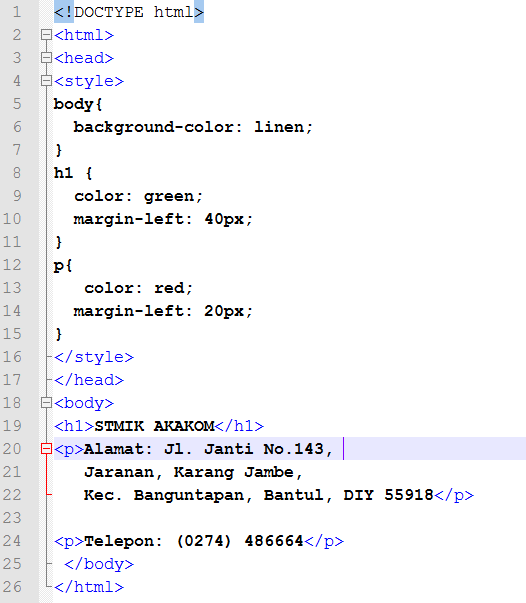 1 <!DOCTYPE html>
2 <html>
3 <head>
4 <style>
5 body{
6   background-color: linen;
7 }
8 h1 {
9   color: green;
10   margin-left: 40px;
11 }
12 p{
13    color: red;
14   margin-left: 20px;
15 }
16 </style>
17 </head>
18 <body>
19 <h1>STMIK AKAKOM</h1>
20 <p>Alamat: Jl. Janti No.143,
21    Jaranan, Karang Jambe,
22    Kec. Banguntapan, Bantul, DIY 55918</p>
23
24 <p>Telepon: (0274) 486664</p>
25  </body>
26 </html>